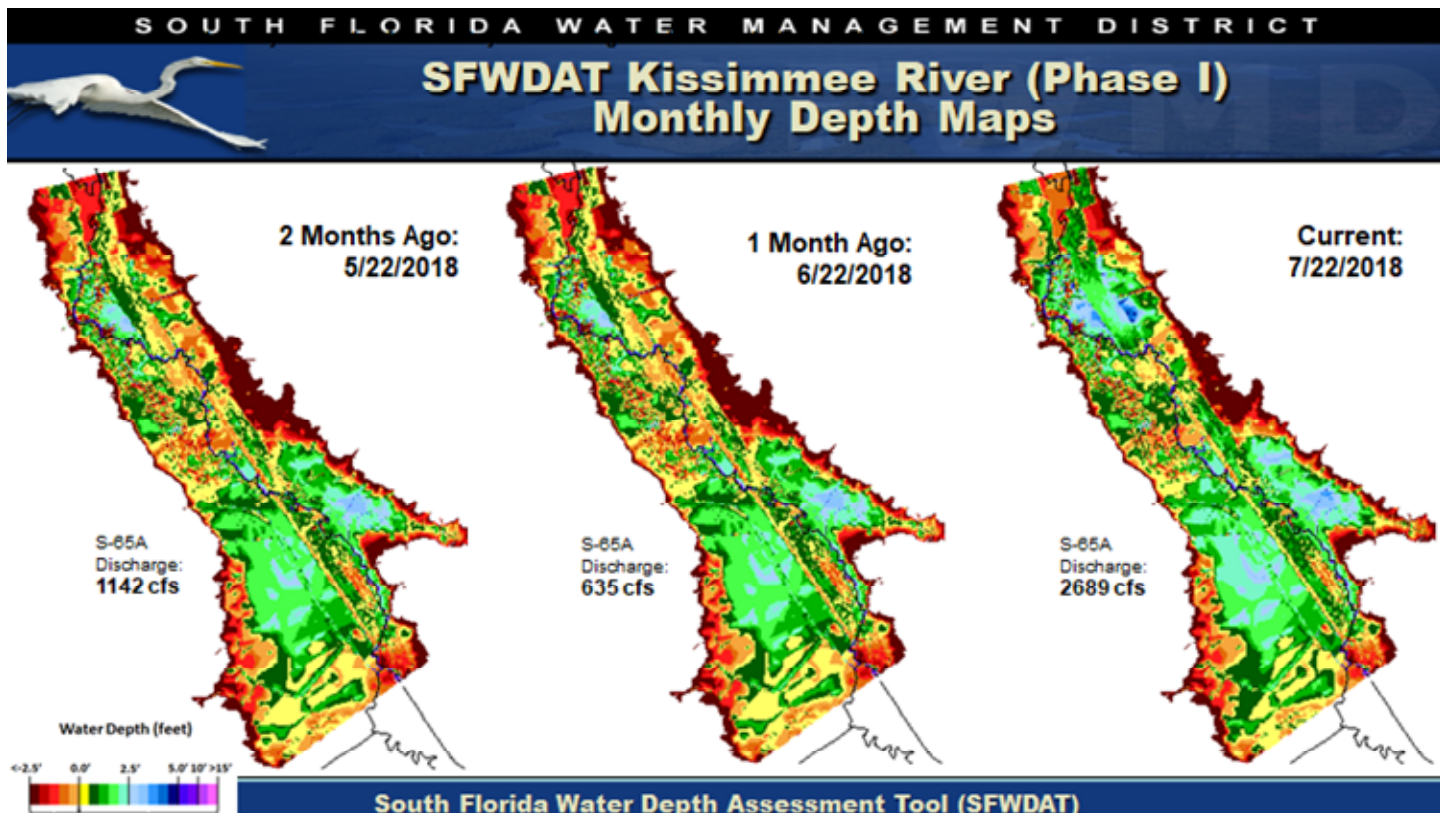 SOUTH FLORIDA WATER MANAGEMENT DISTRICT
SFWDAT Kissimmee River (Phase I)
Monthly Depth Maps
2 Months Ago:
5/22/2018
1 Month Ago:
6/22/2018
Current:
7/22/2018
S-65A
Discharge:
1142 cfs
S-65A
Discharge:
635 cfs
S-65A
Discharge:
2689 cfs
Water Depth (feet)
<-2.5' 0.0' 2.5' 5.0' 10' >15'
South Florida Water Depth Assessment Tool (SFWDAT)